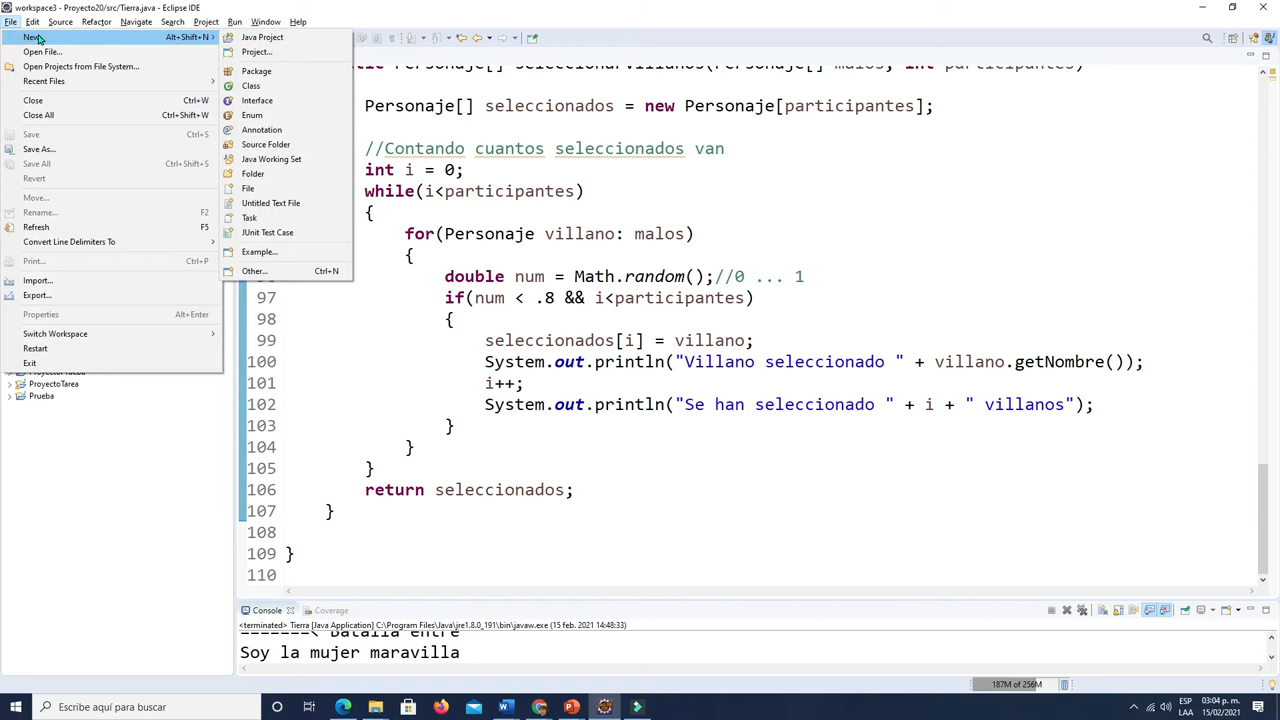 workspace3 - Proyecto20/src/Tierra.java - Eclipse IDE
File Edit Source Refactor Navigate Search Project Run Window Help
New Alt+Shift+N >
Open File...
Open Projects from File System...
Recent Files
Close Ctrl+W
Close All Ctrl+Shift+W
Save Ctrl+S
Save As...
Save All Ctrl+Shift+S
Revert
Move...
Rename... F2
Refresh F5
Convert Line Delimiters To
Print... Ctrl+P
Import...
Export...
Properties Alt+Enter
Switch Workspace
Restart
Exit
Java Project
Project...
Package
Class
Interface
Enum
Annotation
Source Folder
Java Working Set
Folder
File
Untitled Text File
Task
JUnit Test Case
Example...
Other... Ctrl+N
ProyectoTarea
Prueba
Personaje[] seleccionados = new Personaje[participantes];
//Contando cuantos seleccionados van
int i = 0;
while(i<participantes)
{
for(Personaje villano: malos)
{
double num = Math.random();//0 ... 1
97 if(num < .8 && i<participantes)
98 {
99 seleccionados[i] = villano;
100 System.out.println("Villano seleccionado " + villano.getNombre());
101 i++;
102 System.out.println("Se han seleccionado " + i + " villanos");
103 }
104 }
105 }
106 return seleccionados;
107 }
108
109 }
110
Console Coverage
<terminated> Tierra [Java Application] C:\Program Files\Java\jre1.8.0_191\bin\javaw.exe (15 feb. 2021 14:48:33)
=======< Batalla entre
Soy la mujer maravilla
187M of 256M
Escribe aquí para buscar
ESP 03:04 p. m.
LAA 15/02/2021